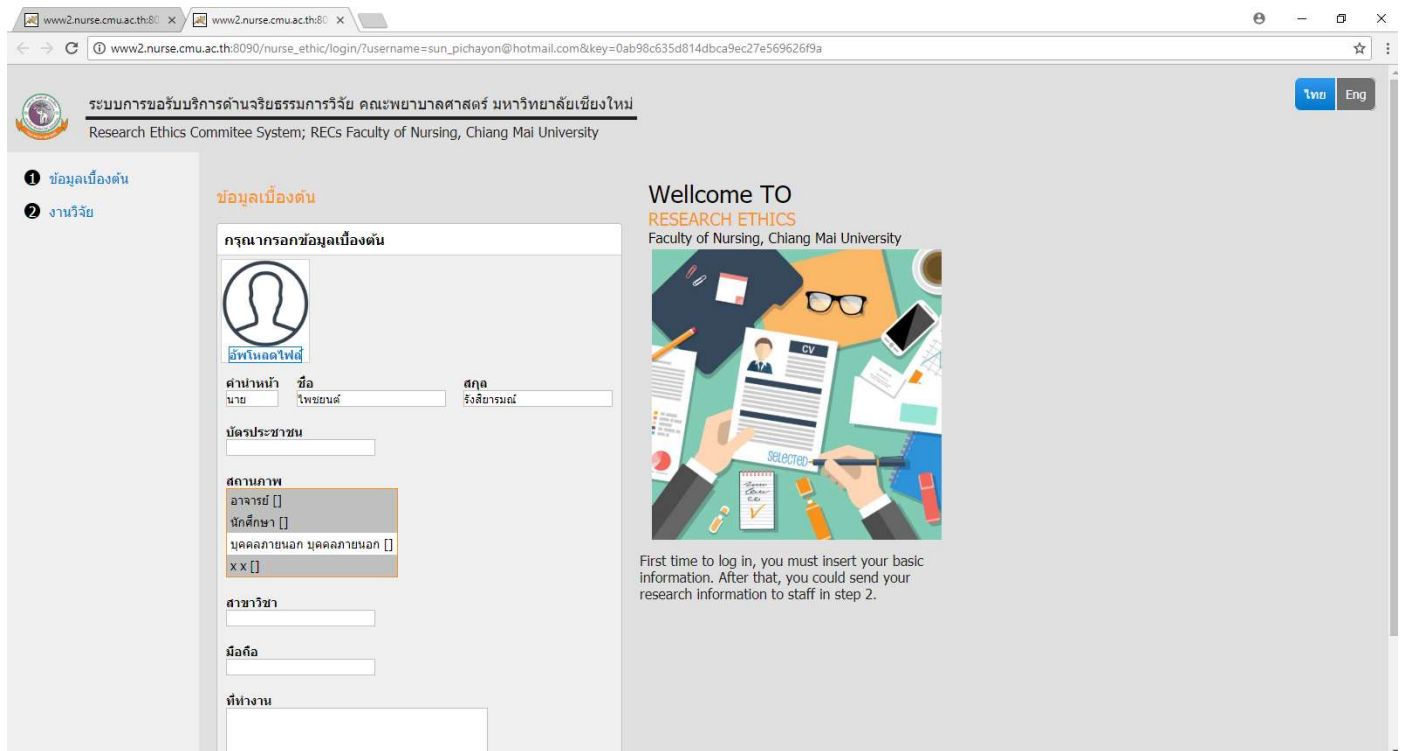 www2.nurse.cmu.ac.th:80
www2.nurse.cmu.ac.th:80
www2.nurse.cmu.ac.th:8090/nurse_ethic/login/?username=sun_pichayon@hotmail.com&key=0ab98c635d814dbca9ec27e569626f9a
ระบบการขอรับบริการด้านจริยธรรมการวิจัย คณะพยาบาลศาสตร์ มหาวิทยาลัยเชียงใหม่
Research Ethics Commitee System; RECs Faculty of Nursing, Chiang Mai University
ไทย Eng
1 ข้อมูลเบื้องต้น
2 งานวิจัย
ข้อมูลเบื้องต้น
กรุณากรอกข้อมูลเบื้องต้น
อัพโหลดไฟล์
คำนำหน้า ชื่อ สกุล
นาย ไพชยนต์ รังสิยารมณ์
บัตรประชาชน
สถานภาพ
อาจารย์ []
นักศึกษา []
บุคคลภายนอก บุคคลภายนอก []
x x []
สาขาวิชา
มือถือ
ที่ทำงาน
Wellcome TO
RESEARCH ETHICS
Faculty of Nursing, Chiang Mai University
CV
SELECTED
First time to log in, you must insert your basic
information. After that, you could send your
research information to staff in step 2.